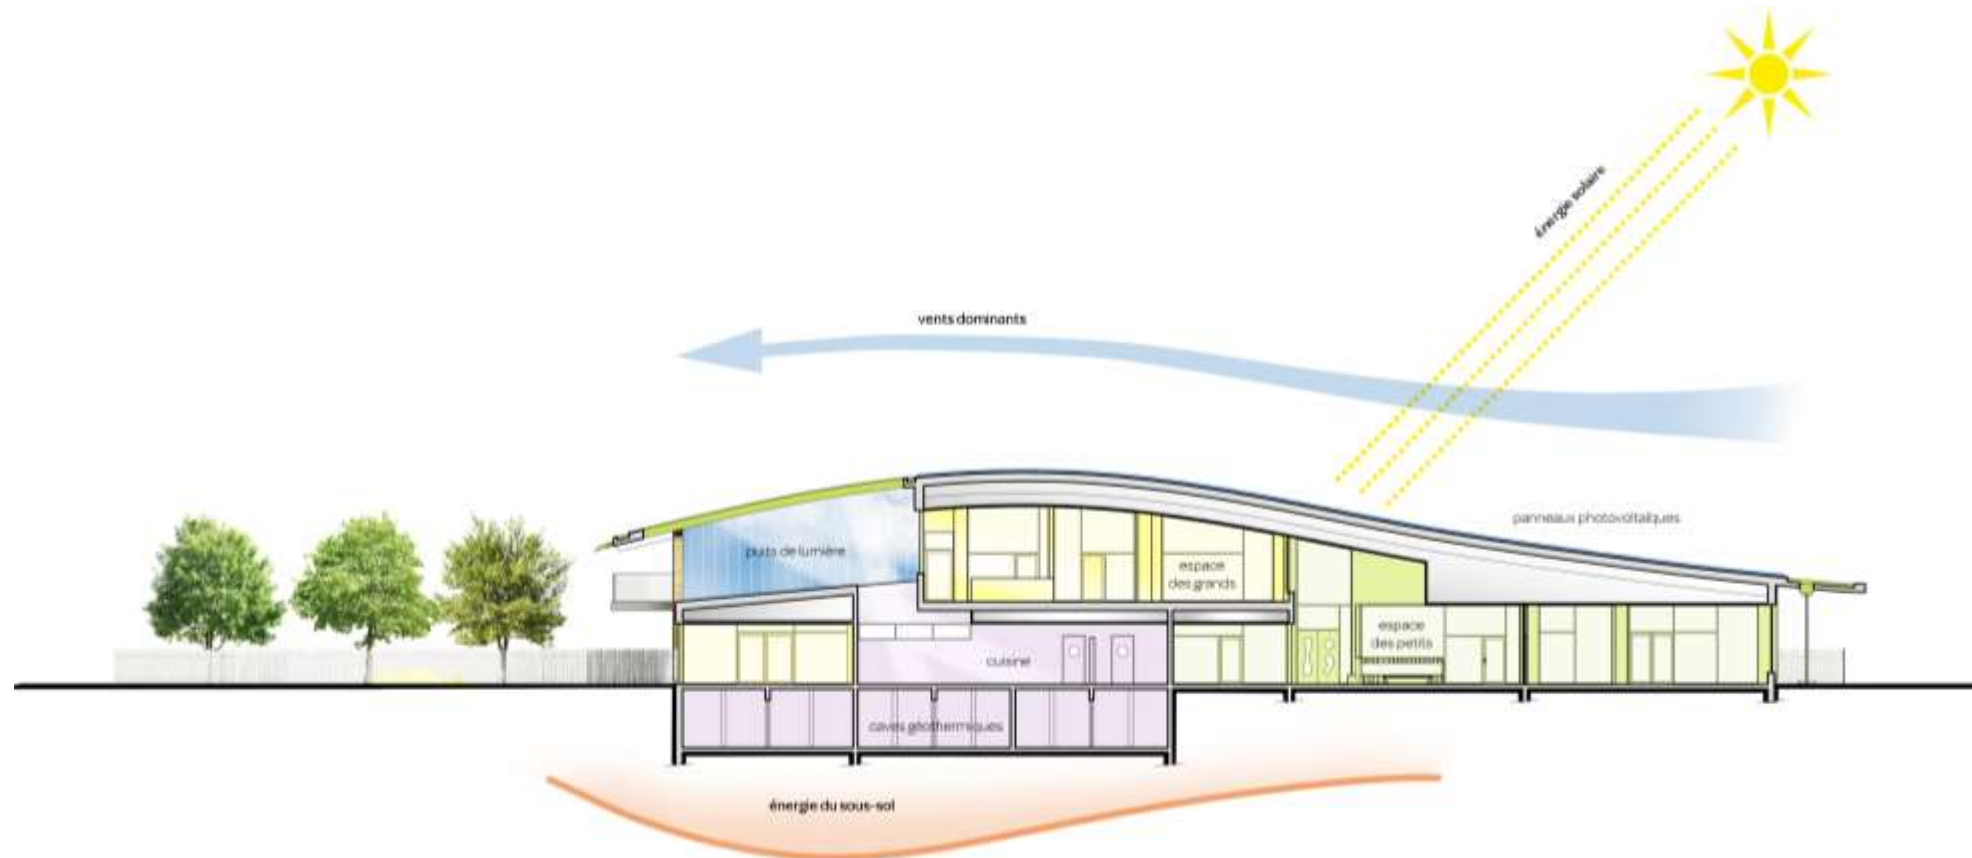 énergie solaire
vents dominants
panneaux photovoltaïques
puits de lumière
espace
des grands
espace
des petits
cuisine
caves géothermiques
énergie du sous-sol